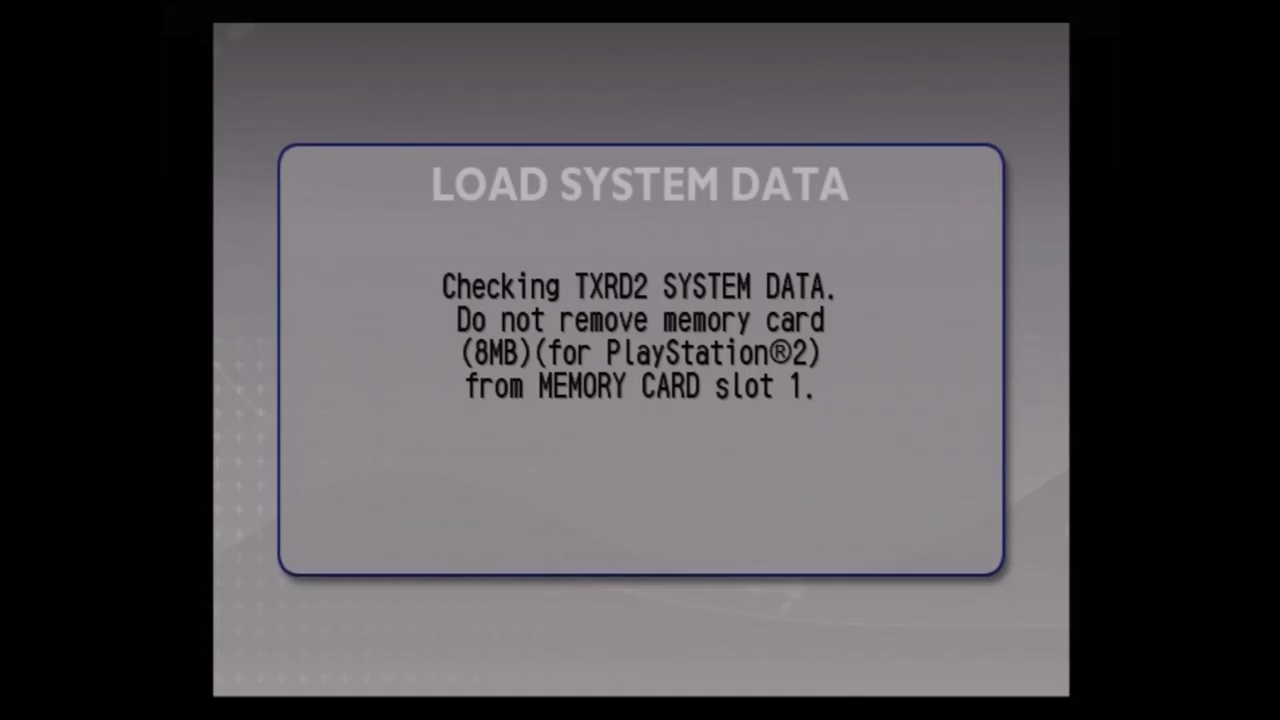 LOAD SYSTEM DATA
Checking TXRD2 SYSTEM DATA.
Do not remove memory card
(8MB)(for PlayStation®2)
from MEMORY CARD slot 1.